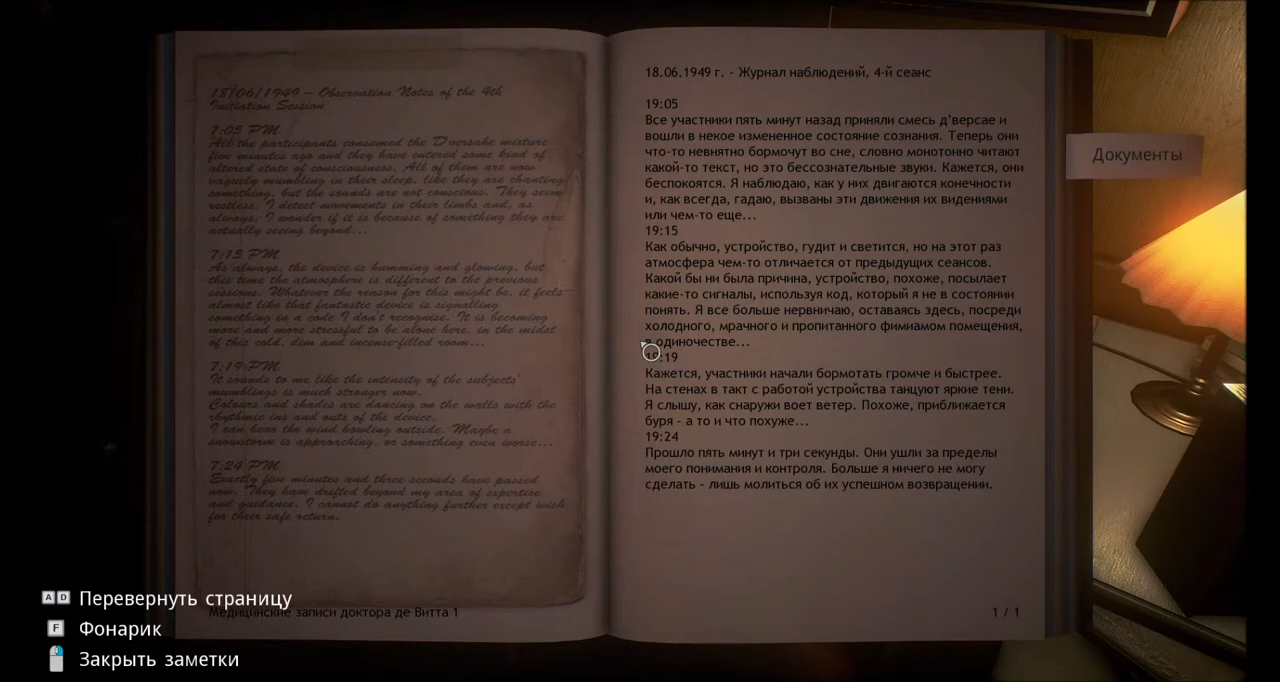 18/06/1949 – Observation Notes of the 4th
Initiation Session
7:05 PM
All the participants consumed the D'versahe mixture
five minutes ago and they have entered some kind of
altered state of consciousness. All of them are now
vaguely mumbling in their sleep, like they are chanting
something, but the sounds are not conscious. They seem
restless. I detect movements in their limbs and, as
always, I wonder if it is because of something they are
actually seeing beyond...
7:15 PM
As always, the device is humming and glowing, but
this time the atmosphere is different to the previous
sessions. Whatever the reason for this might be, it feels
almost like that fantastic device is signalling
something in a code I don't recognise. It is becoming
more and more stressful to be alone here, in the midst
of this cold, dim and incense-filled room...
7:19 PM
It sounds to me like the intensity of the subjects'
mumblings is much stronger now.
Colours and shades are dancing on the walls with the
rhythmic ins and outs of the device.
I can hear the wind howling outside. Maybe a
snowstorm is approaching, or something even worse...
7:24 PM
Exactly five minutes and three seconds have passed
now. They have drifted beyond my area of expertise
and guidance. I cannot do anything further except wish
for their safe return.
Медицинские записи доктора де Витта 1
18.06.1949 г. - Журнал наблюдений, 4-й сеанс
19:05
Все участники пять минут назад приняли смесь д'версае и
вошли в некое измененное состояние сознания. Теперь они
что-то невнятно бормочут во сне, словно монотонно читают
какой-то текст, но это бессознательные звуки. Кажется, они
беспокоятся. Я наблюдаю, как у них двигаются конечности
и, как всегда, гадаю, вызваны эти движения их видениями
или чем-то еще...
19:15
Как обычно, устройство, гудит и светится, но на этот раз
атмосфера чем-то отличается от предыдущих сеансов.
Какой бы ни была причина, устройство, похоже, посылает
какие-то сигналы, используя код, который я не в состоянии
понять. Я все больше нервничаю, оставаясь здесь, посреди
холодного, мрачного и пропитанного фимиамом помещения,
в одиночестве...
19:19
Кажется, участники начали бормотать громче и быстрее.
На стенах в такт с работой устройства танцуют яркие тени.
Я слышу, как снаружи воет ветер. Похоже, приближается
буря - а то и что похуже...
19:24
Прошло пять минут и три секунды. Они ушли за пределы
моего понимания и контроля. Больше я ничего не могу
сделать - лишь молиться об их успешном возвращении.
1 / 1
Документы
A D Перевернуть страницу
F Фонарик
Закрыть заметки